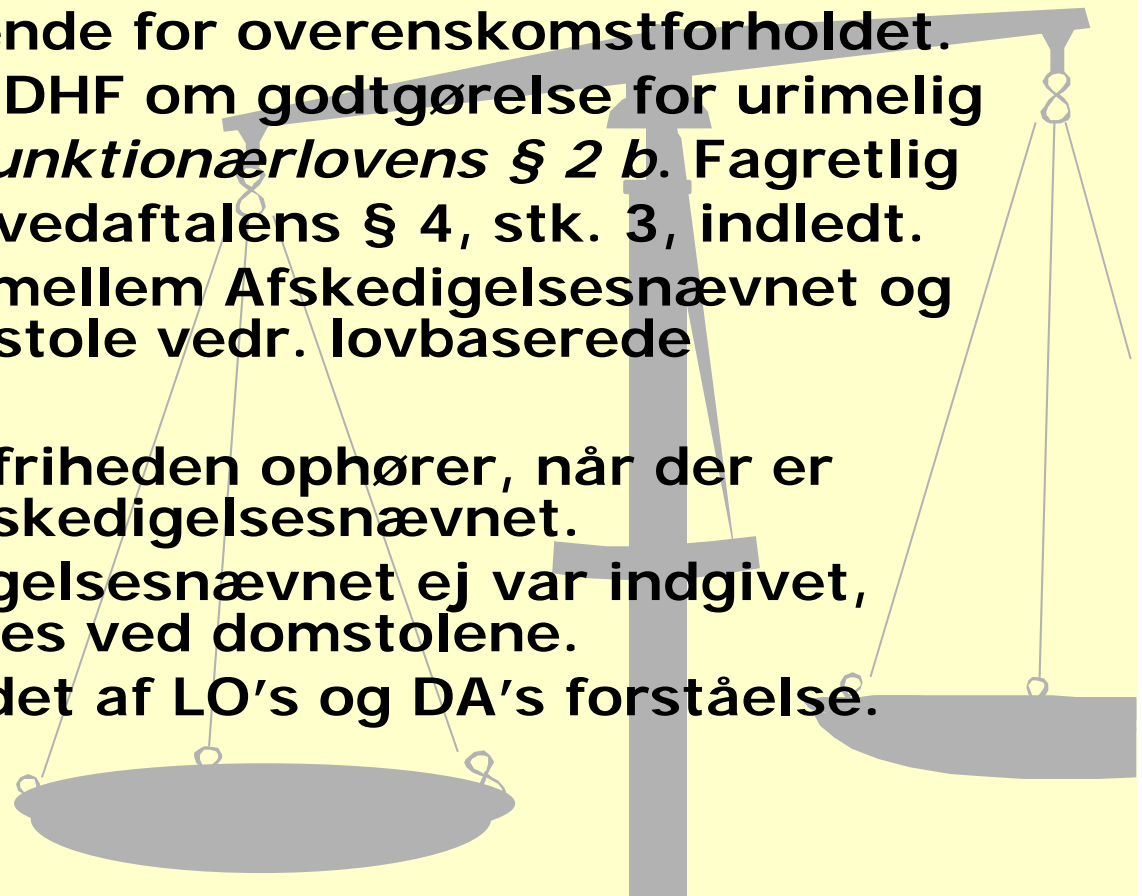 ende for overenskomstforholdet.
DHF om godtgørelse for urimelig
unktionærlovens § 2 b. Fagretlig
vedaftalens § 4, stk. 3, indledt.
mellem Afskedigelsesnævnet og
stole vedr. lovbaserede
friheden ophører, når der er
skedigelsesnævnet.
gelsesnævnet ej var indgivet,
es ved domstolene.
det af LO's og DA's forståelse.